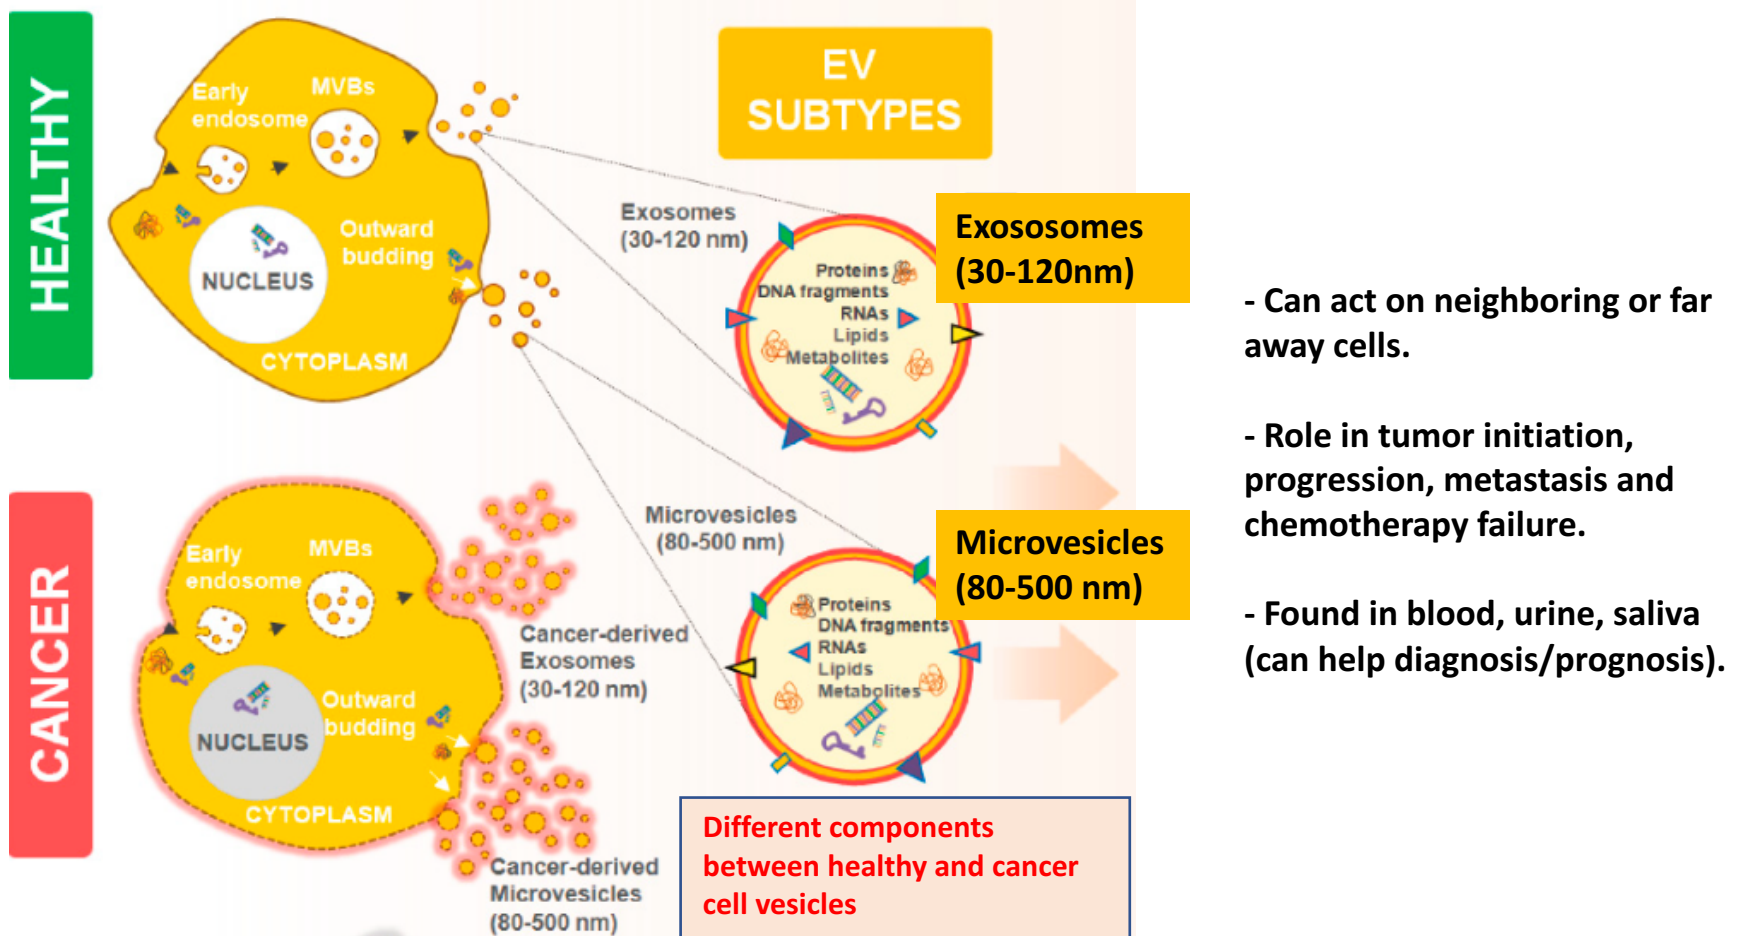 HEALTHY
Early
endosome
MVBs
NUCLEUS
Outward
budding
CYTOPLASM
EV
SUBTYPES
Exosomes
(30-120 nm)
Proteins
DNA fragments
RNAs
Lipids
Metabolites
Exososomes
(30-120nm)
CANCER
Early
endosome
MVBs
NUCLEUS
Outward
budding
CYTOPLASM
Cancer-derived
Exosomes
(30-120 nm)
Cancer-derived
Microvesicles
(80-500 nm)
Microvesicles
(80-500 nm)
Proteins
DNA fragments
RNAs
Lipids
Metabolites
Microvesicles
(80-500 nm)
Different components
between healthy and cancer
cell vesicles
- Can act on neighboring or far
away cells.
- Role in tumor initiation,
progression, metastasis and
chemotherapy failure.
- Found in blood, urine, saliva
(can help diagnosis/prognosis).